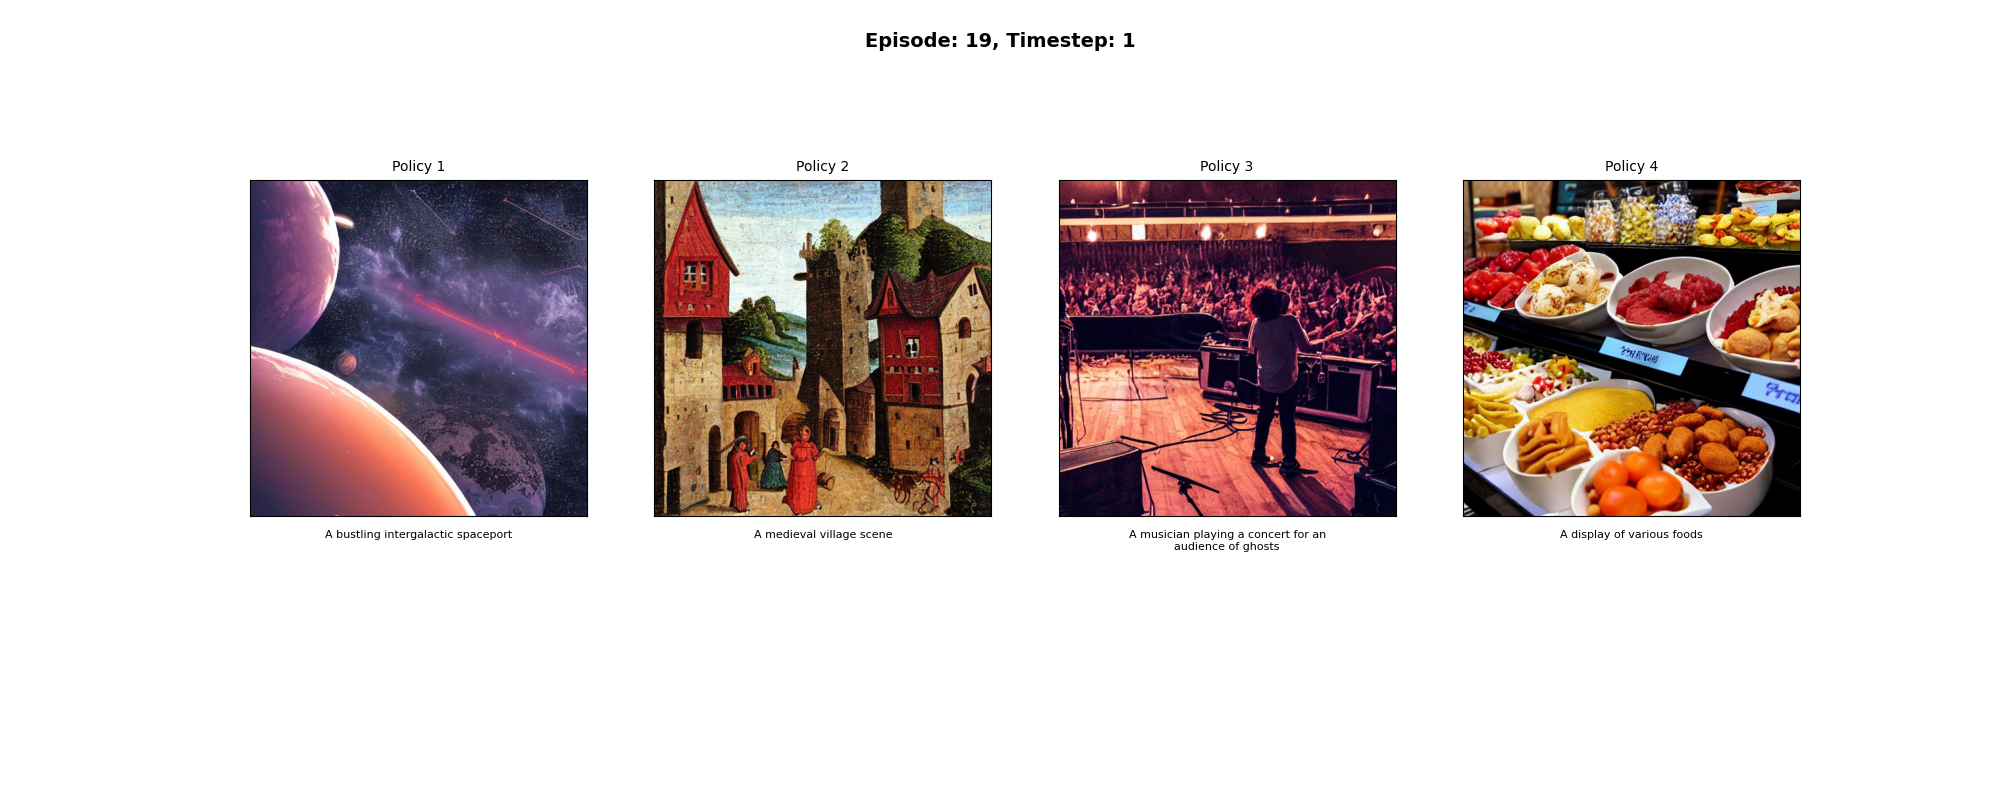 Episode: 19, Timestep: 1
Policy 1
Policy 2
Policy 3
Policy 4
A bustling intergalactic spaceport
A medieval village scene
A musician playing a concert for an
audience of ghosts
A display of various foods